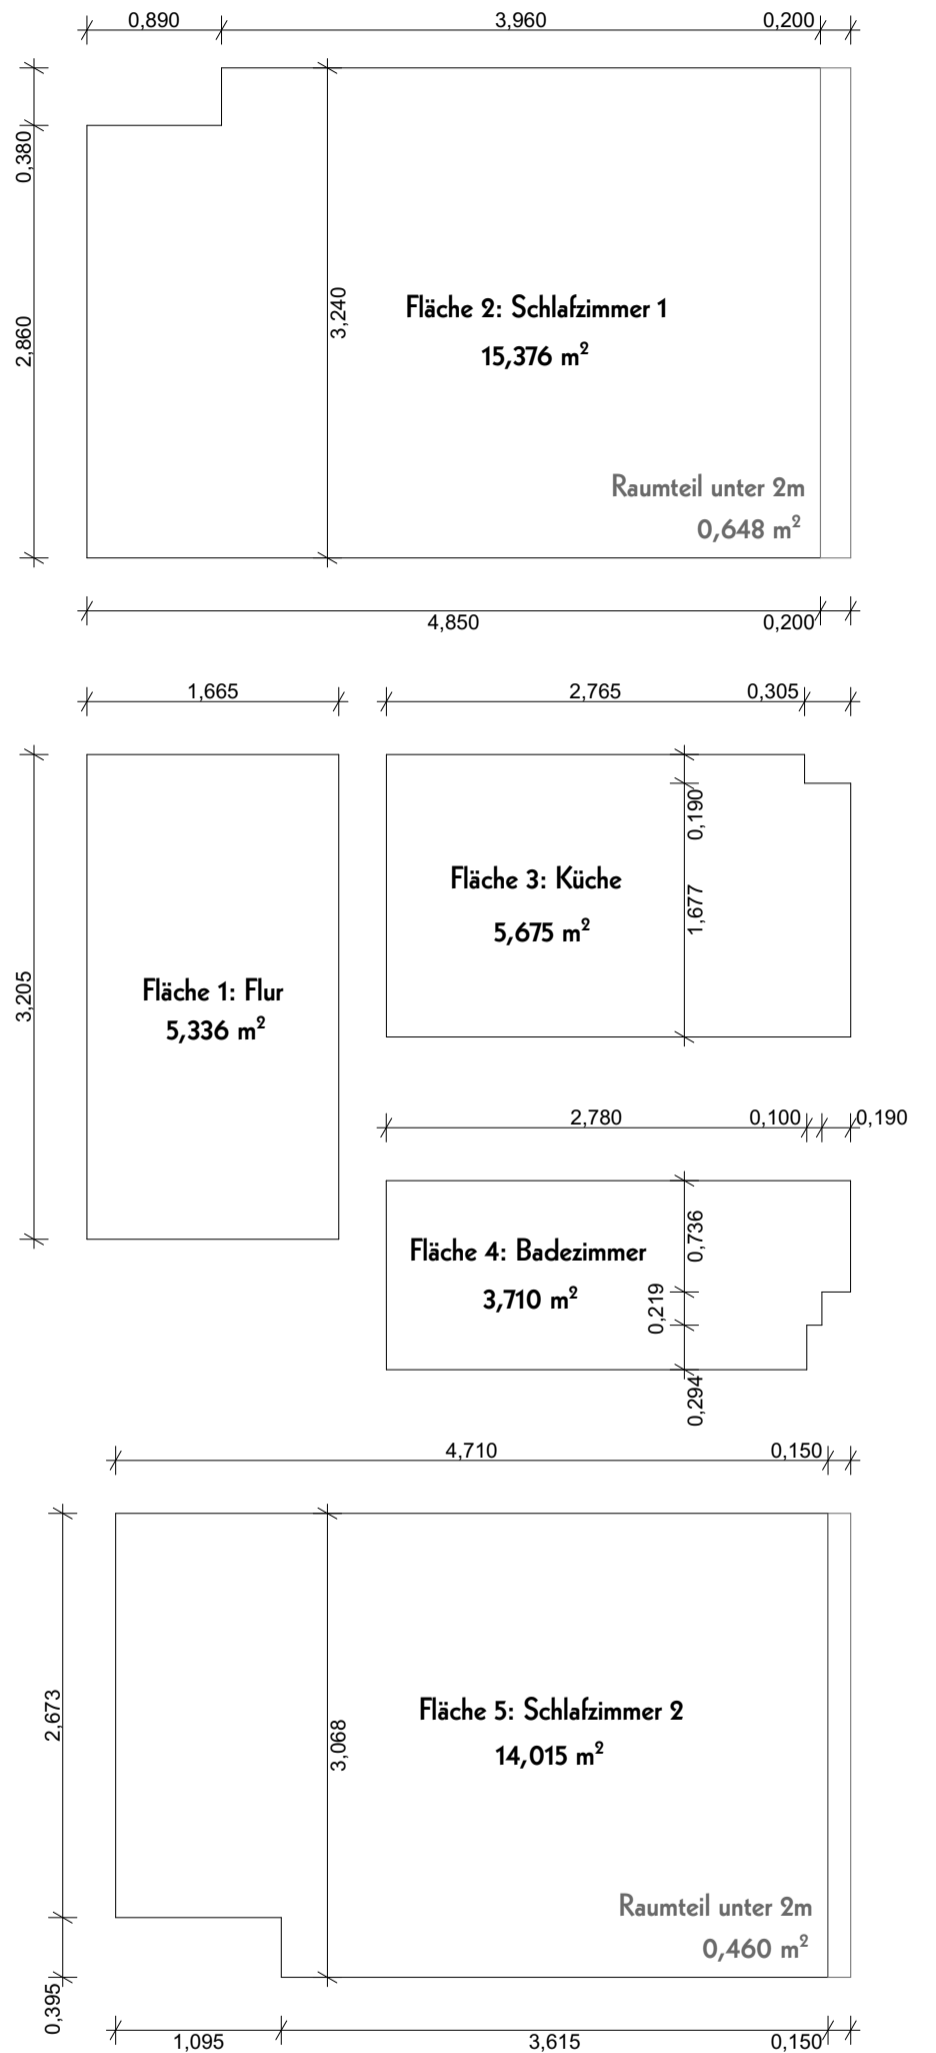 0,890 3,960 0,200
0,380
2,860
3,240
Fläche 2: Schlafzimmer 1
15,376 m²
Raumteil unter 2m
0,648 m²
4,850 0,200
1,665 2,765 0,305
3,205
Fläche 1: Flur
5,336 m²
0,190
1,677
Fläche 3: Küche
5,675 m²
2,780 0,100 0,190
0,736
0,219
0,294
Fläche 4: Badezimmer
3,710 m²
4,710 0,150
2,673
0,395
3,068
Fläche 5: Schlafzimmer 2
14,015 m²
Raumteil unter 2m
0,460 m²
1,095 3,615 0,150